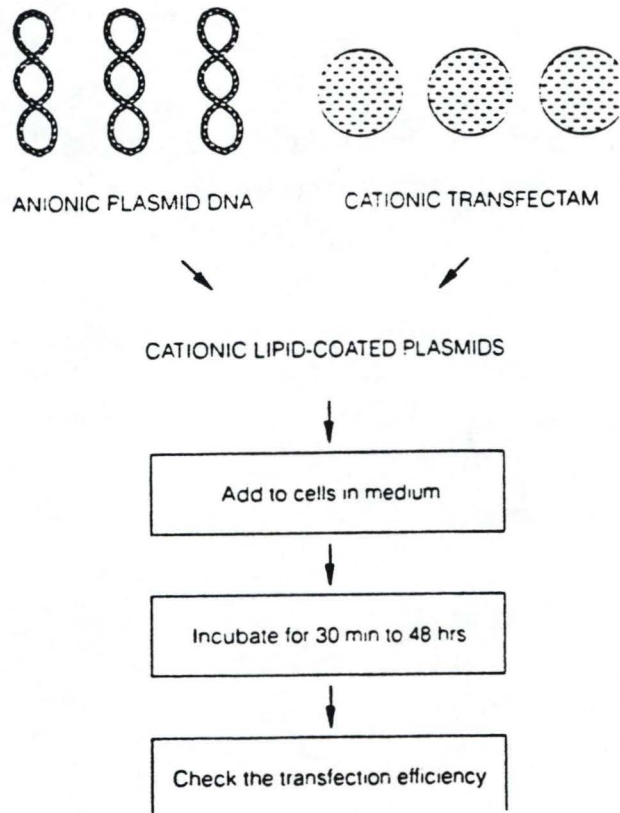 ANIONIC PLASMID DNA
CATIONIC TRANSFECTAM
CATIONIC LIPID-COATED PLASMIDS
Add to cells in medium
Incubate for 30 min to 48 hrs
Check the transfection efficiency